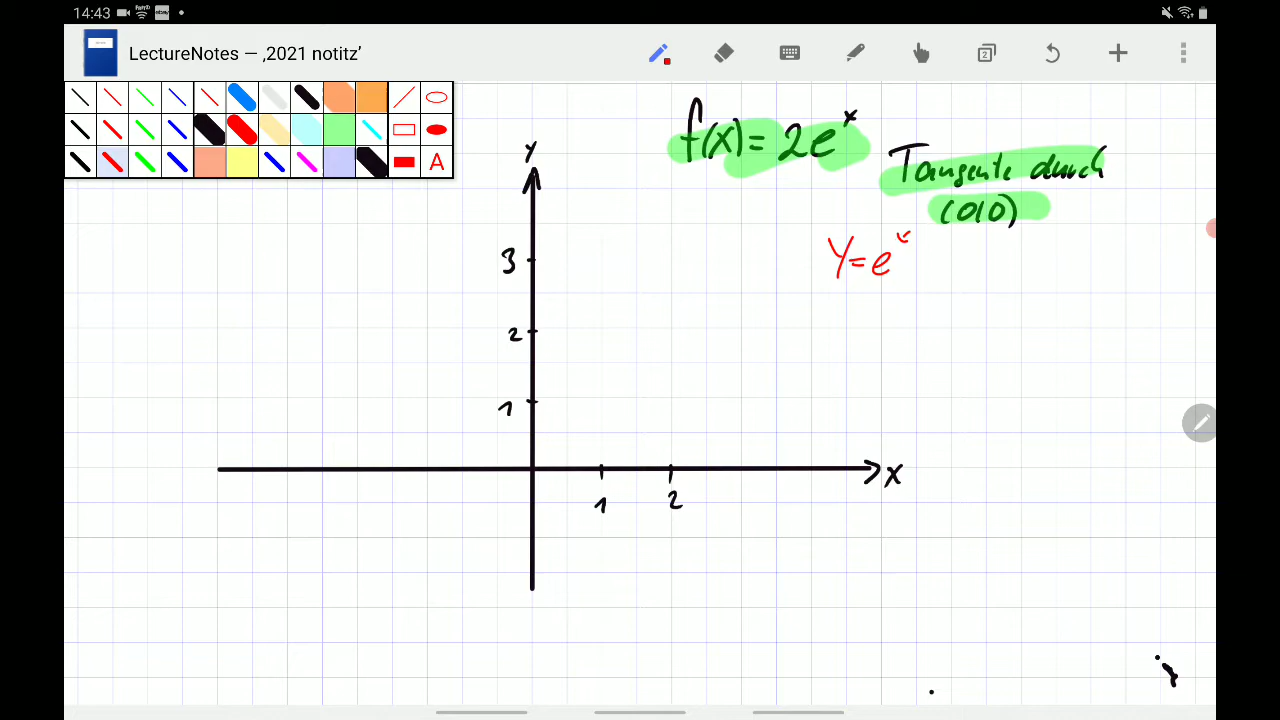 14:43
LectureNotes — ‚2021 notitz’
f(x) = 2e^x
Tangente durch
(0|0)
Y=e^x
Y
3
2
1
X
1
2
A